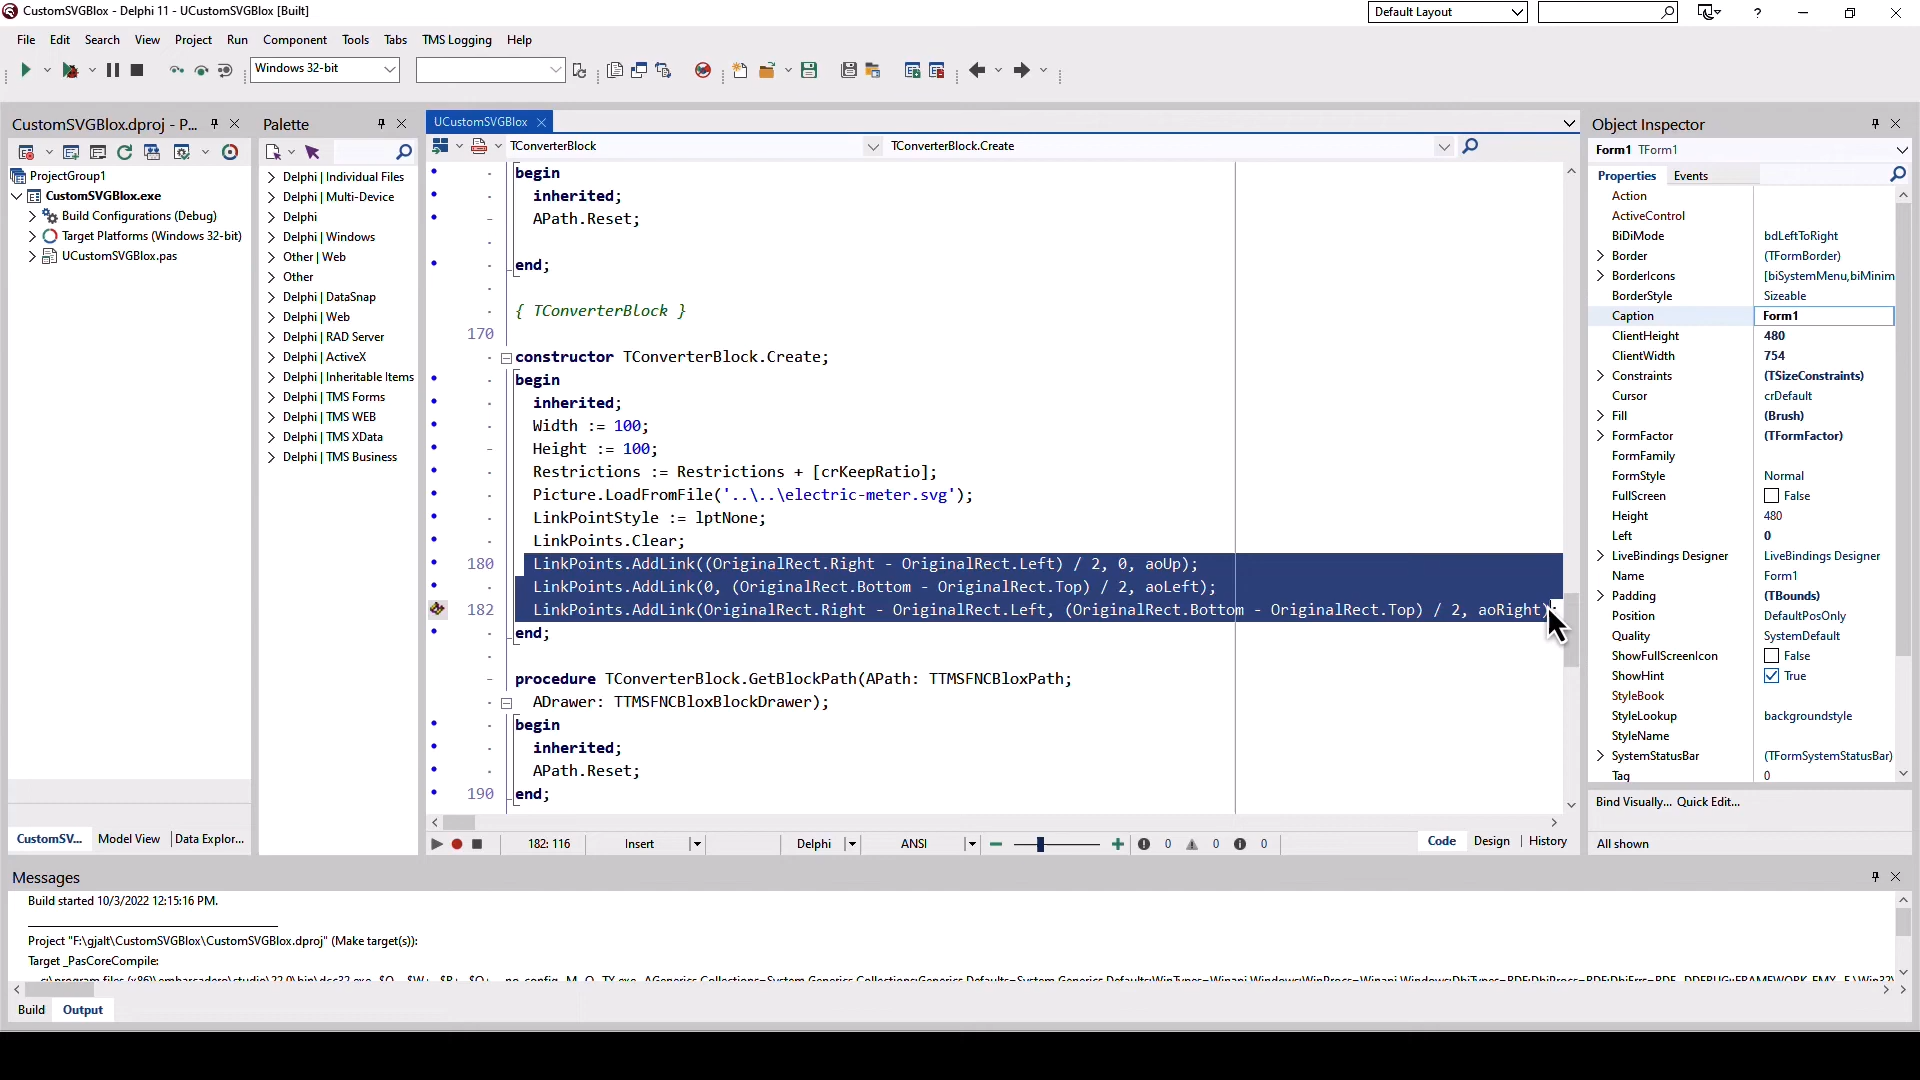 CustomSVGBlox - Delphi 11 - UCustomSVGBlox [Built]
Default Layout
?
File Edit Search View Project Run Component Tools Tabs TMS Logging Help
Windows 32-bit
CustomSVGBlox.dproj - P...
ProjectGroup1
CustomSVGBlox.exe
Build Configurations (Debug)
Target Platforms (Windows 32-bit)
UCustomSVGBlox.pas
CustomSV... Model View Data Explor...
Palette
Delphi | Individual Files
Delphi | Multi-Device
Delphi
Delphi | Windows
Other | Web
Other
Delphi | DataSnap
Delphi | Web
Delphi | RAD Server
Delphi | ActiveX
Delphi | Inheritable Items
Delphi | TMS Forms
Delphi | TMS WEB
Delphi | TMS XData
Delphi | TMS Business
UCustomSVGBlox
TConverterBlock TConverterBlock.Create
begin
inherited;
APath.Reset;
end;
{ TConverterBlock }
170
constructor TConverterBlock.Create;
begin
inherited;
Width := 100;
Height := 100;
Restrictions := Restrictions + [crKeepRatio];
Picture.LoadFromFile('..\..\electric-meter.svg');
LinkPointStyle := lptNone;
LinkPoints.Clear;
180 LinkPoints.AddLink((OriginalRect.Right - OriginalRect.Left) / 2, 0, aoUp);
LinkPoints.AddLink(0, (OriginalRect.Bottom - OriginalRect.Top) / 2, aoLeft);
182 LinkPoints.AddLink(OriginalRect.Right - OriginalRect.Left, (OriginalRect.Bottom - OriginalRect.Top) / 2, aoRight);
end;
procedure TConverterBlock.GetBlockPath(APath: TTMSFNCBloxPath;
ADrawer: TTMSFNCBloxBlockDrawer);
begin
inherited;
APath.Reset;
190 end;
182: 116 Insert Delphi ANSI 0 0 0
Code Design History
Object Inspector
Form1 TForm1
Properties Events
Action
ActiveControl
BiDiMode bdLeftToRight
Border (TFormBorder)
BorderIcons [biSystemMenu,biMinim
BorderStyle Sizeable
Caption Form1
ClientHeight 480
ClientWidth 754
Constraints (TSizeConstraints)
Cursor crDefault
Fill (Brush)
FormFactor (TFormFactor)
FormFamily
FormStyle Normal
FullScreen False
Height 480
Left 0
LiveBindings Designer LiveBindings Designer
Name Form1
Padding (TBounds)
Position DefaultPosOnly
Quality SystemDefault
ShowFullScreenIcon False
ShowHint True
StyleBook
StyleLookup backgroundstyle
StyleName
SystemStatusBar (TFormSystemStatusBar)
Tag 0
Bind Visually... Quick Edit...
All shown
Messages
Build started 10/3/2022 12:15:16 PM.
Project "F:\gjalt\CustomSVGBlox\CustomSVGBlox.dproj" (Make target(s)):
Target _PasCoreCompile:
Build Output